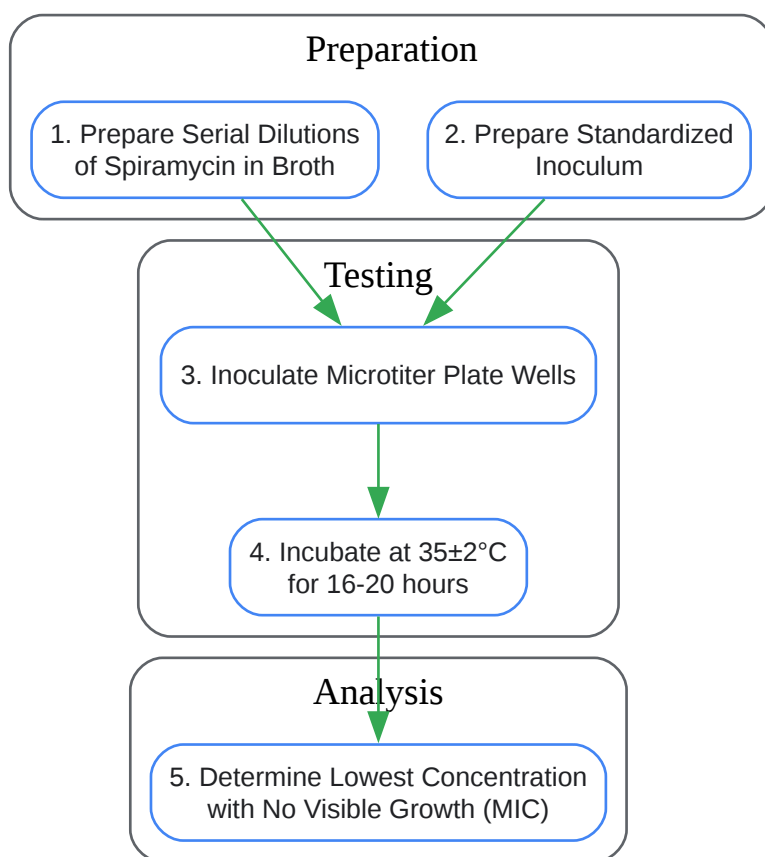 Preparation
1. Prepare Serial Dilutions
of Spiramycin in Broth
2. Prepare Standardized
Inoculum
Testing
3. Inoculate Microtiter Plate Wells
4. Incubate at 35±2°C
for 16-20 hours
Analysis
5. Determine Lowest Concentration
with No Visible Growth (MIC)